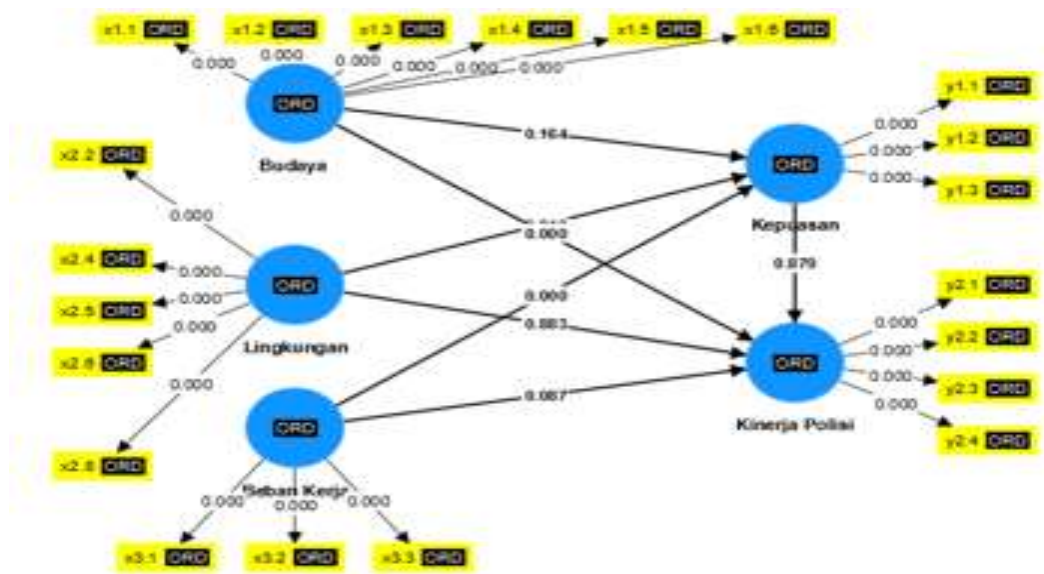 x1.1 ORD
x1.2 ORD
x1.3 ORD
x1.4 ORD
x1.5 ORD
x1.6 ORD
0.000
0.000
0.000
0.000
0.000
0.000
ORD
Budaya
y1.1 ORD
y1.2 ORD
y1.3 ORD
0.000
0.000
0.000
0.164
ORD
Kepuasan
x2.2 ORD
x2.4 ORD
x2.5 ORD
x2.6 ORD
x2.8 ORD
0.000
0.000
0.000
0.000
0.000
ORD
Lingkungan
0.000
0.000
0.879
y2.1 ORD
y2.2 ORD
y2.3 ORD
y2.4 ORD
0.000
0.000
0.000
0.000
ORD
Kinerja Polisi
ORD
Beban Kerja
0.000
0.000
0.000
x3.1 ORD
x3.2 ORD
x3.3 ORD